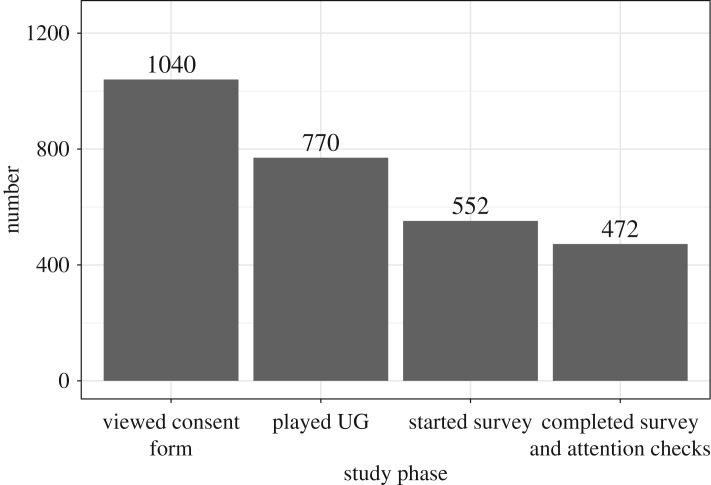 1200
800
400
0
number
1040
770
552
472
viewed consent
form
played UG
started survey
completed survey
and attention checks
study phase